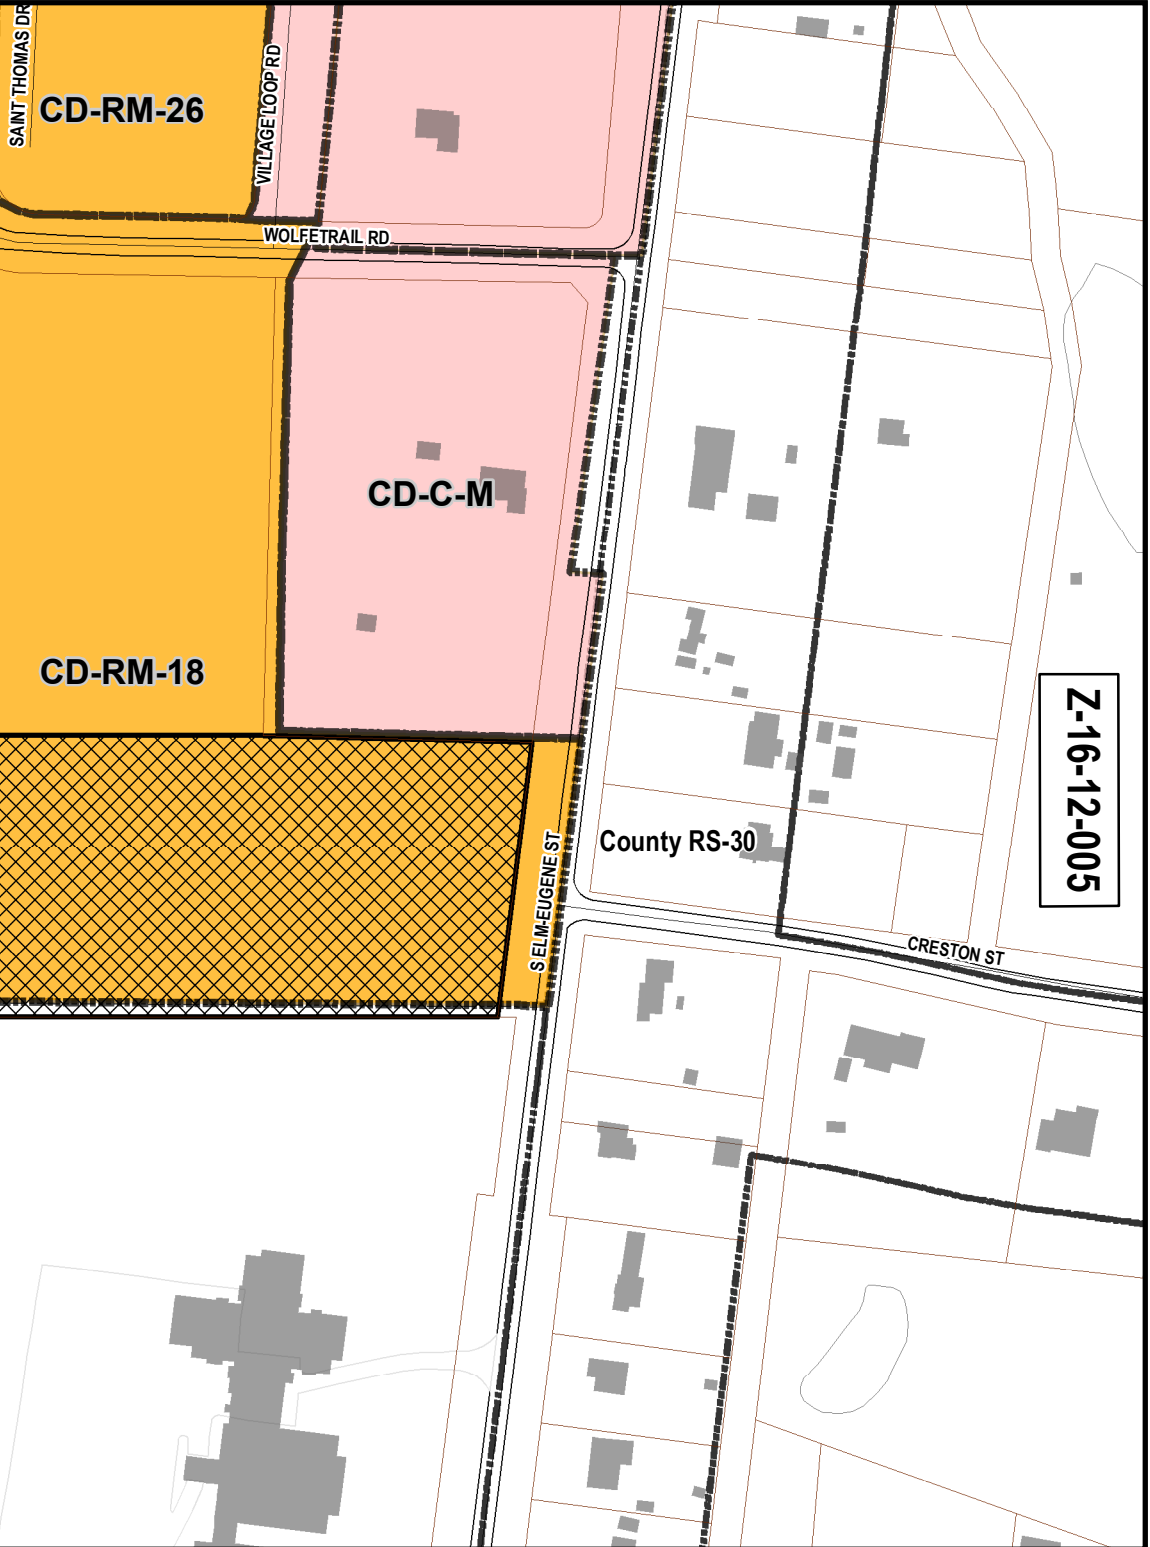 SAINT THOMAS DR
CD-RM-26
VILLAGE LOOP RD
WOLFETRAIL RD
CD-C-M
CD-RM-18
Z-16-12-005
County RS-30
S ELM-EUGENE ST
CRESTON ST